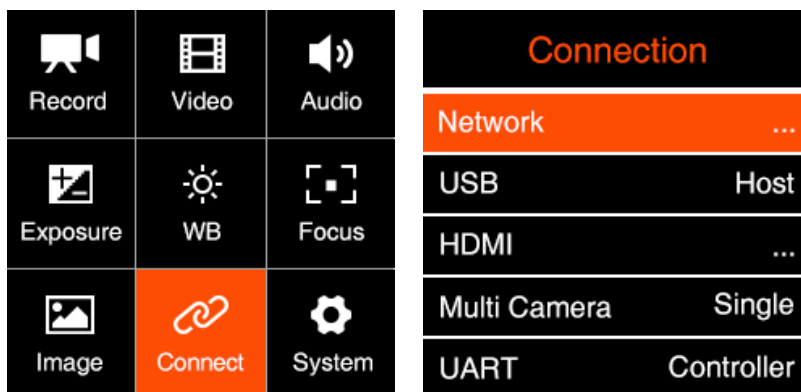 Record Video Audio
Exposure WB Focus
Image Connect System
Connection
Network ...
USB Host
HDMI ...
Multi Camera Single
UART Controller